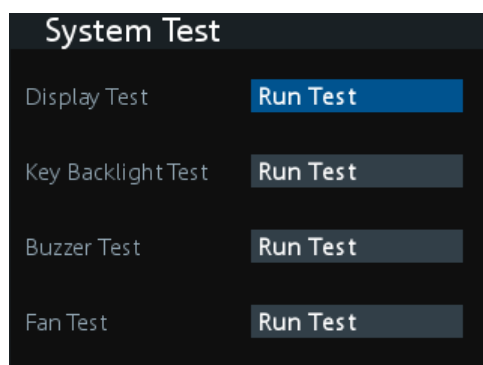 System Test
Display Test Run Test
Key Backlight Test Run Test
Buzzer Test Run Test
Fan Test Run Test